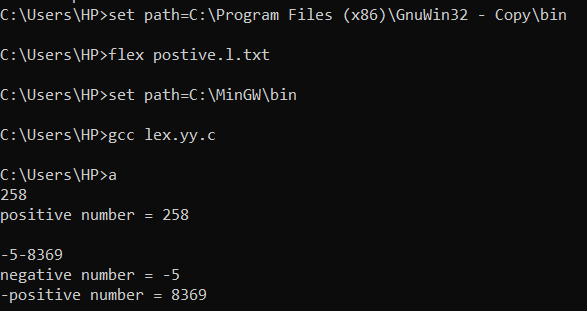 C:\Users\HP>set path=C:\Program Files (x86)\GnuWin32 - Copy\bin
C:\Users\HP>flex postive.l.txt
C:\Users\HP>set path=C:\MinGW\bin
C:\Users\HP>gcc lex.yy.c
C:\Users\HP>a
258
positive number = 258
-5-8369
negative number = -5
-positive number = 8369